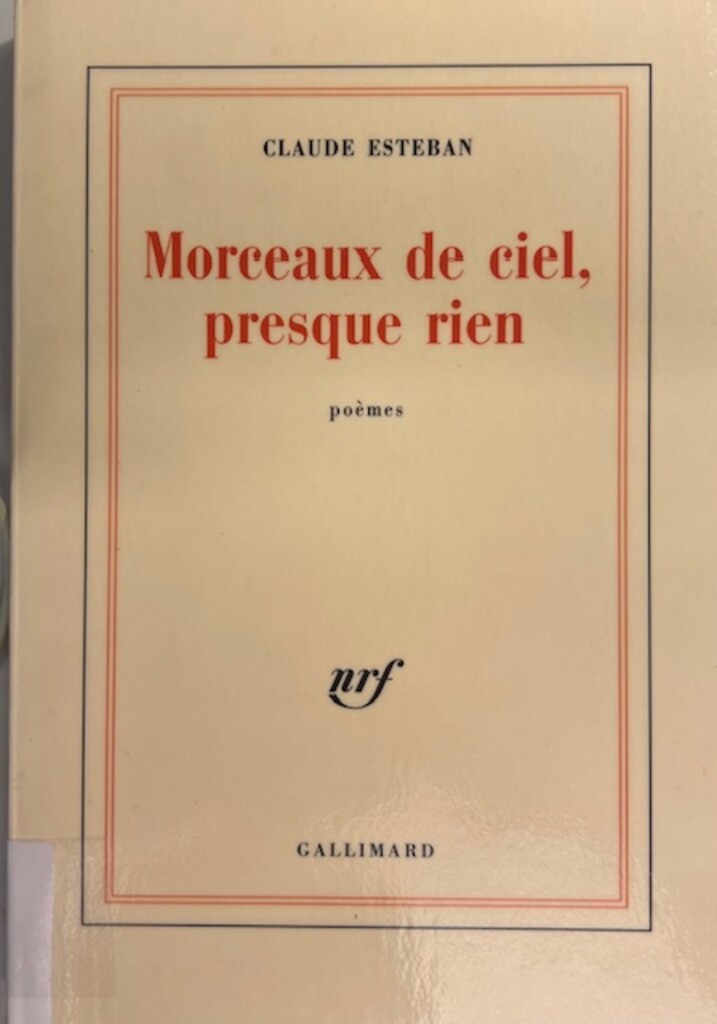 CLAUDE ESTEBAN
Morceaux de ciel,
presque rien
poèmes
nrf
GALLIMARD